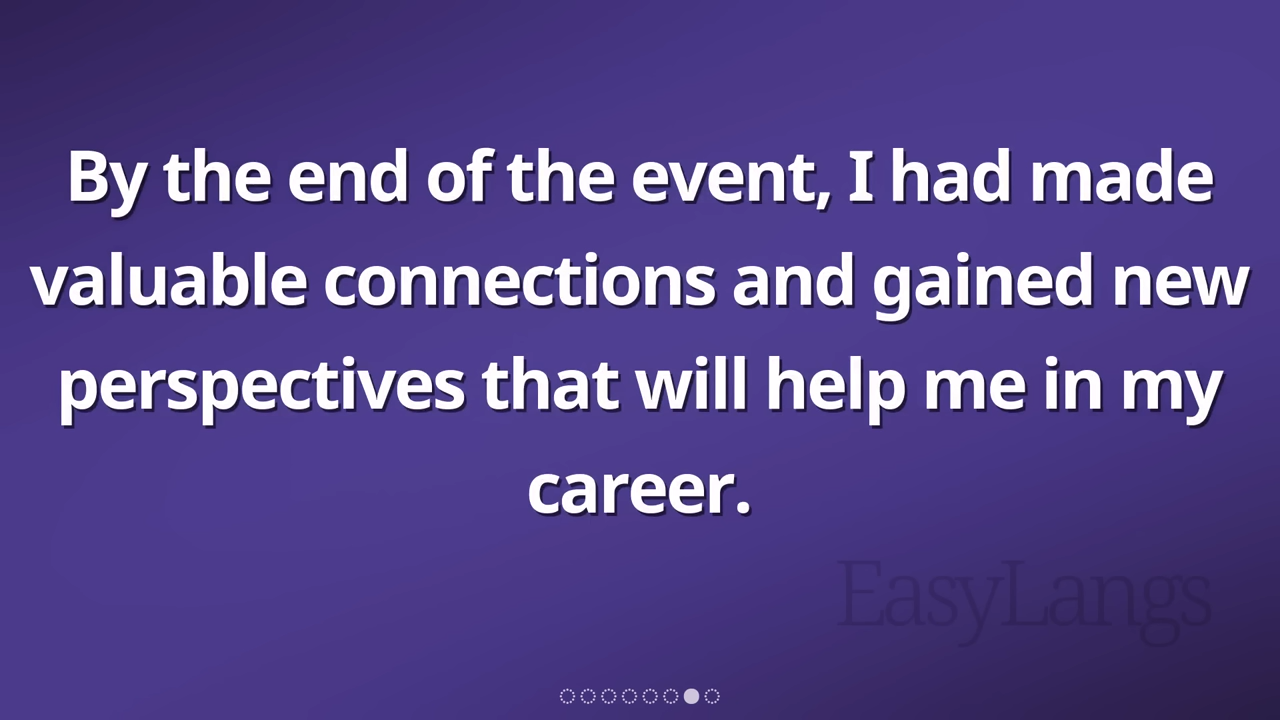 By the end of the event, I had made
valuable connections and gained new
perspectives that will help me in my
career.
EasyLangs